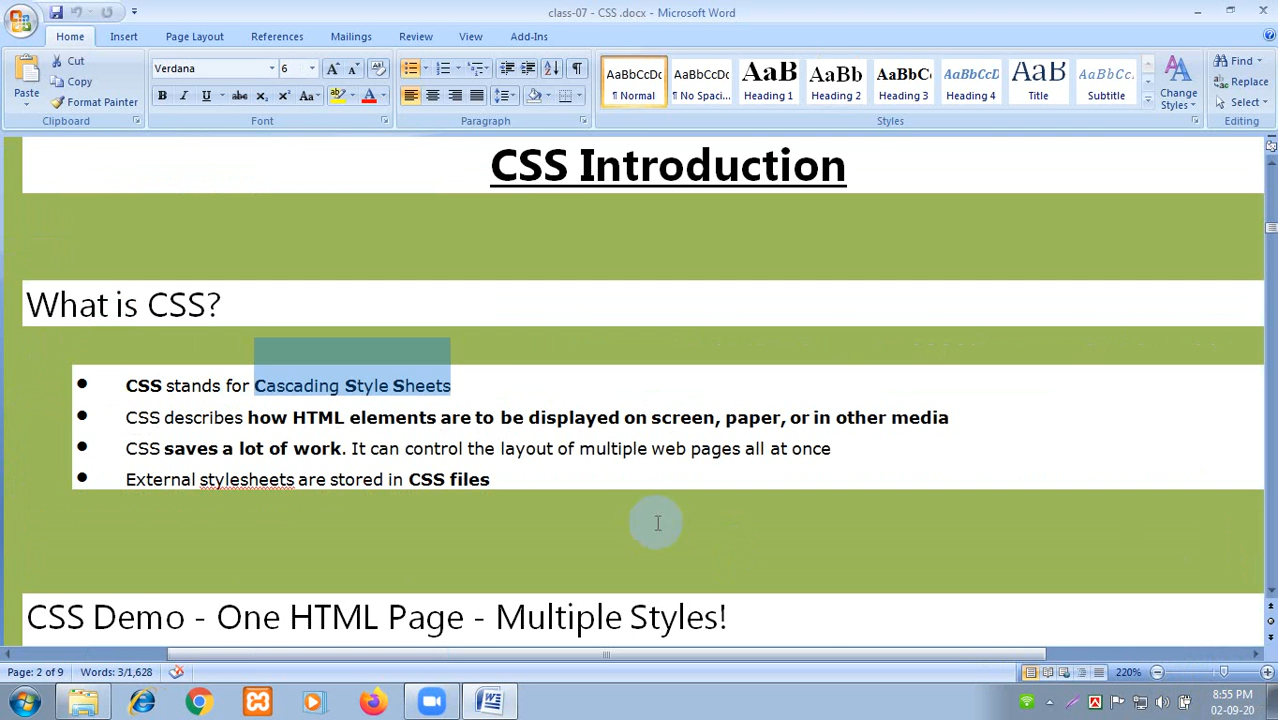 class-07 - CSS .docx - Microsoft Word
Home Insert Page Layout References Mailings Review View Add-Ins
Paste
Cut
Copy
Format Painter
Clipboard
Verdana 6
Font
Paragraph
AaBbCcDc AaBbCcDc AaB AaBb AaBbC AaBbCcD AaB AaBbCc.
¶ Normal ¶ No Spaci... Heading 1 Heading 2 Heading 3 Heading 4 Title Subtitle
Change Styles
Styles
Find
Replace
Select
Editing
CSS Introduction
What is CSS?
● CSS stands for Cascading Style Sheets
● CSS describes how HTML elements are to be displayed on screen, paper, or in other media
● CSS saves a lot of work. It can control the layout of multiple web pages all at once
● External stylesheets are stored in CSS files
CSS Demo - One HTML Page - Multiple Styles!
Page: 2 of 9 Words: 3/1,628 220%
8:55 PM
02-09-20